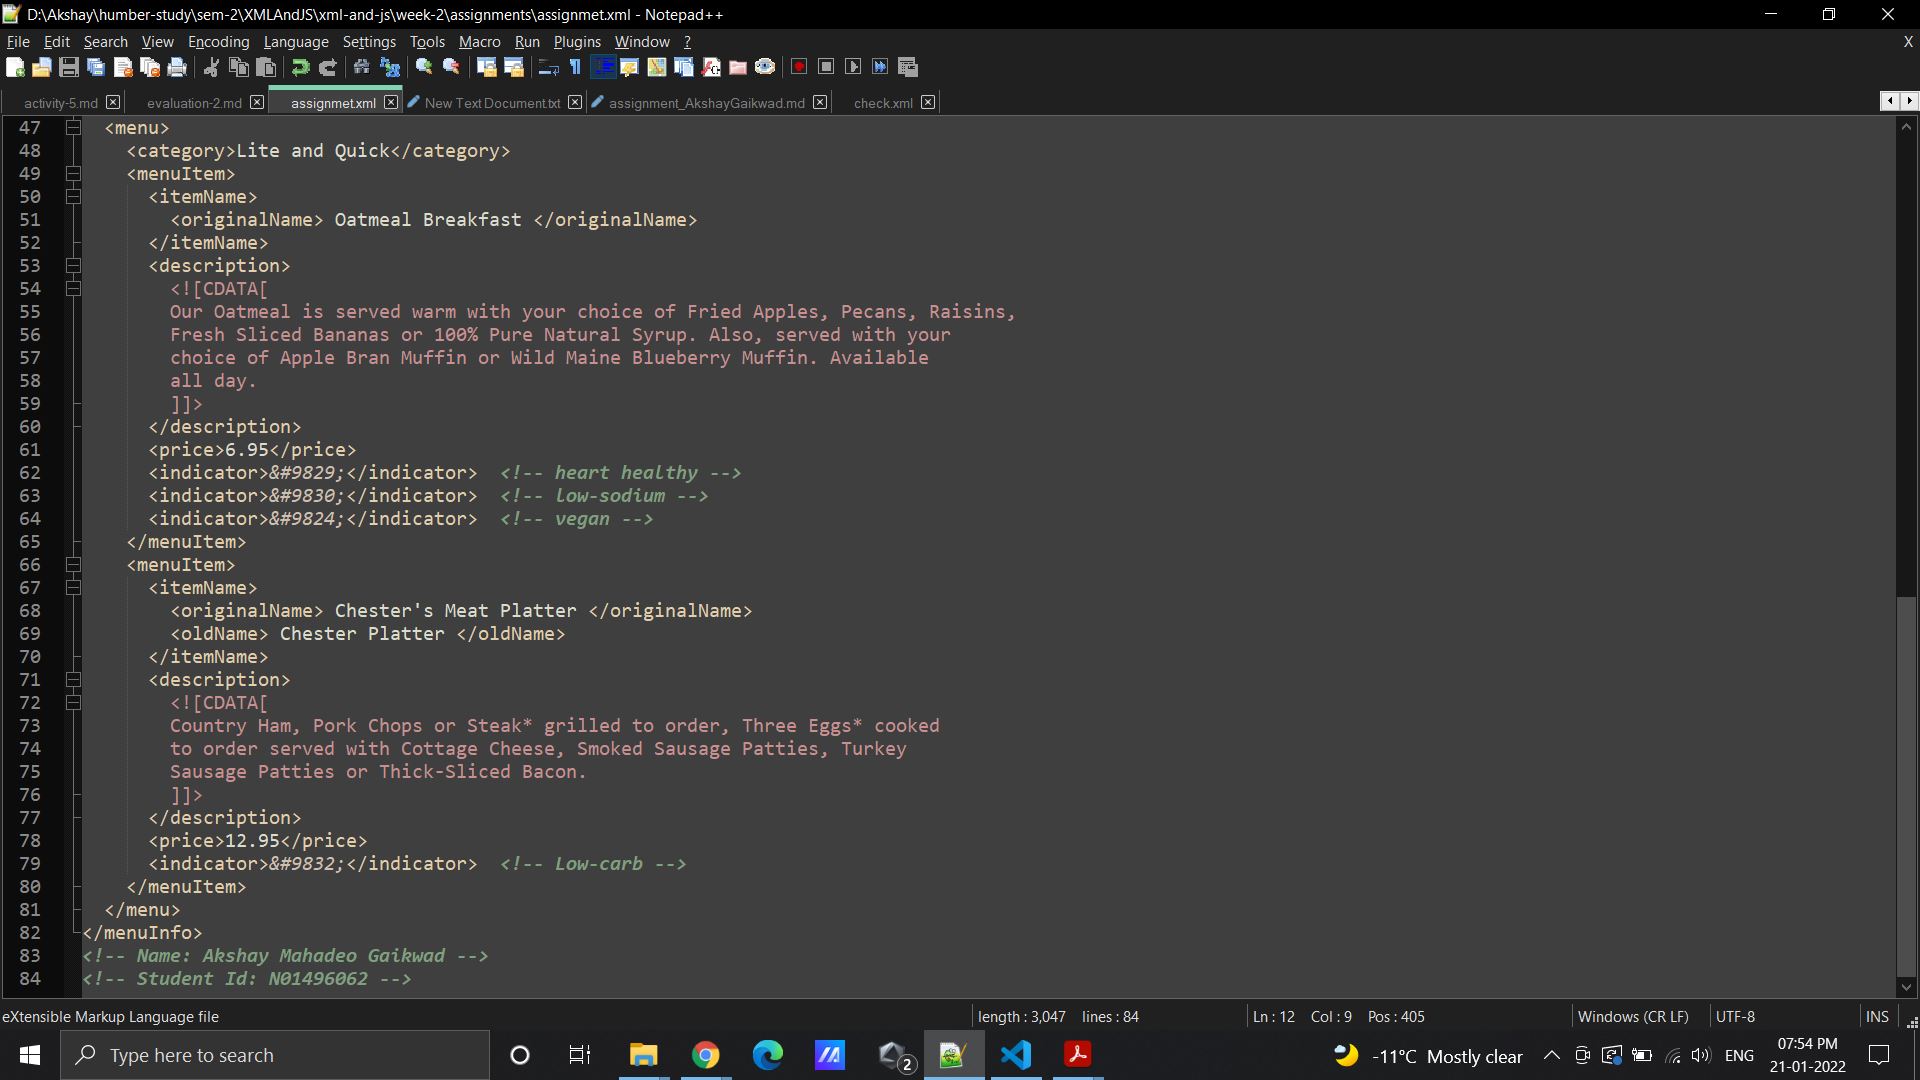 D:\Akshay\humber-study\sem-2\XMLAndJS\xml-and-js\week-2\assignments\assignmet.xml - Notepad++
File Edit Search View Encoding Language Settings Tools Macro Run Plugins Window ? X
activity-5.md evaluation-2.md assignmet.xml New Text Document.txt assignment_AkshayGaikwad.md check.xml
47 <menu>
48 <category>Lite and Quick</category>
49 <menuItem>
50 <itemName>
51 <originalName> Oatmeal Breakfast </originalName>
52 </itemName>
53 <description>
54 <![CDATA[
55 Our Oatmeal is served warm with your choice of Fried Apples, Pecans, Raisins,
56 Fresh Sliced Bananas or 100% Pure Natural Syrup. Also, served with your
57 choice of Apple Bran Muffin or Wild Maine Blueberry Muffin. Available
58 all day.
59 ]]>
60 </description>
61 <price>6.95</price>
62 <indicator>&#9829;</indicator> <!-- heart healthy -->
63 <indicator>&#9830;</indicator> <!-- low-sodium -->
64 <indicator>&#9824;</indicator> <!-- vegan -->
65 </menuItem>
66 <menuItem>
67 <itemName>
68 <originalName> Chester's Meat Platter </originalName>
69 <oldName> Chester Platter </oldName>
70 </itemName>
71 <description>
72 <![CDATA[
73 Country Ham, Pork Chops or Steak* grilled to order, Three Eggs* cooked
74 to order served with Cottage Cheese, Smoked Sausage Patties, Turkey
75 Sausage Patties or Thick-Sliced Bacon.
76 ]]>
77 </description>
78 <price>12.95</price>
79 <indicator>&#9832;</indicator> <!-- Low-carb -->
80 </menuItem>
81 </menu>
82 </menuInfo>
83 <!-- Name: Akshay Mahadeo Gaikwad -->
84 <!-- Student Id: N01496062 -->
eXtensible Markup Language file length : 3,047 lines : 84 Ln : 12 Col : 9 Pos : 405 Windows (CR LF) UTF-8 INS
Type here to search 2 -11°C Mostly clear ENG 07:54 PM
21-01-2022